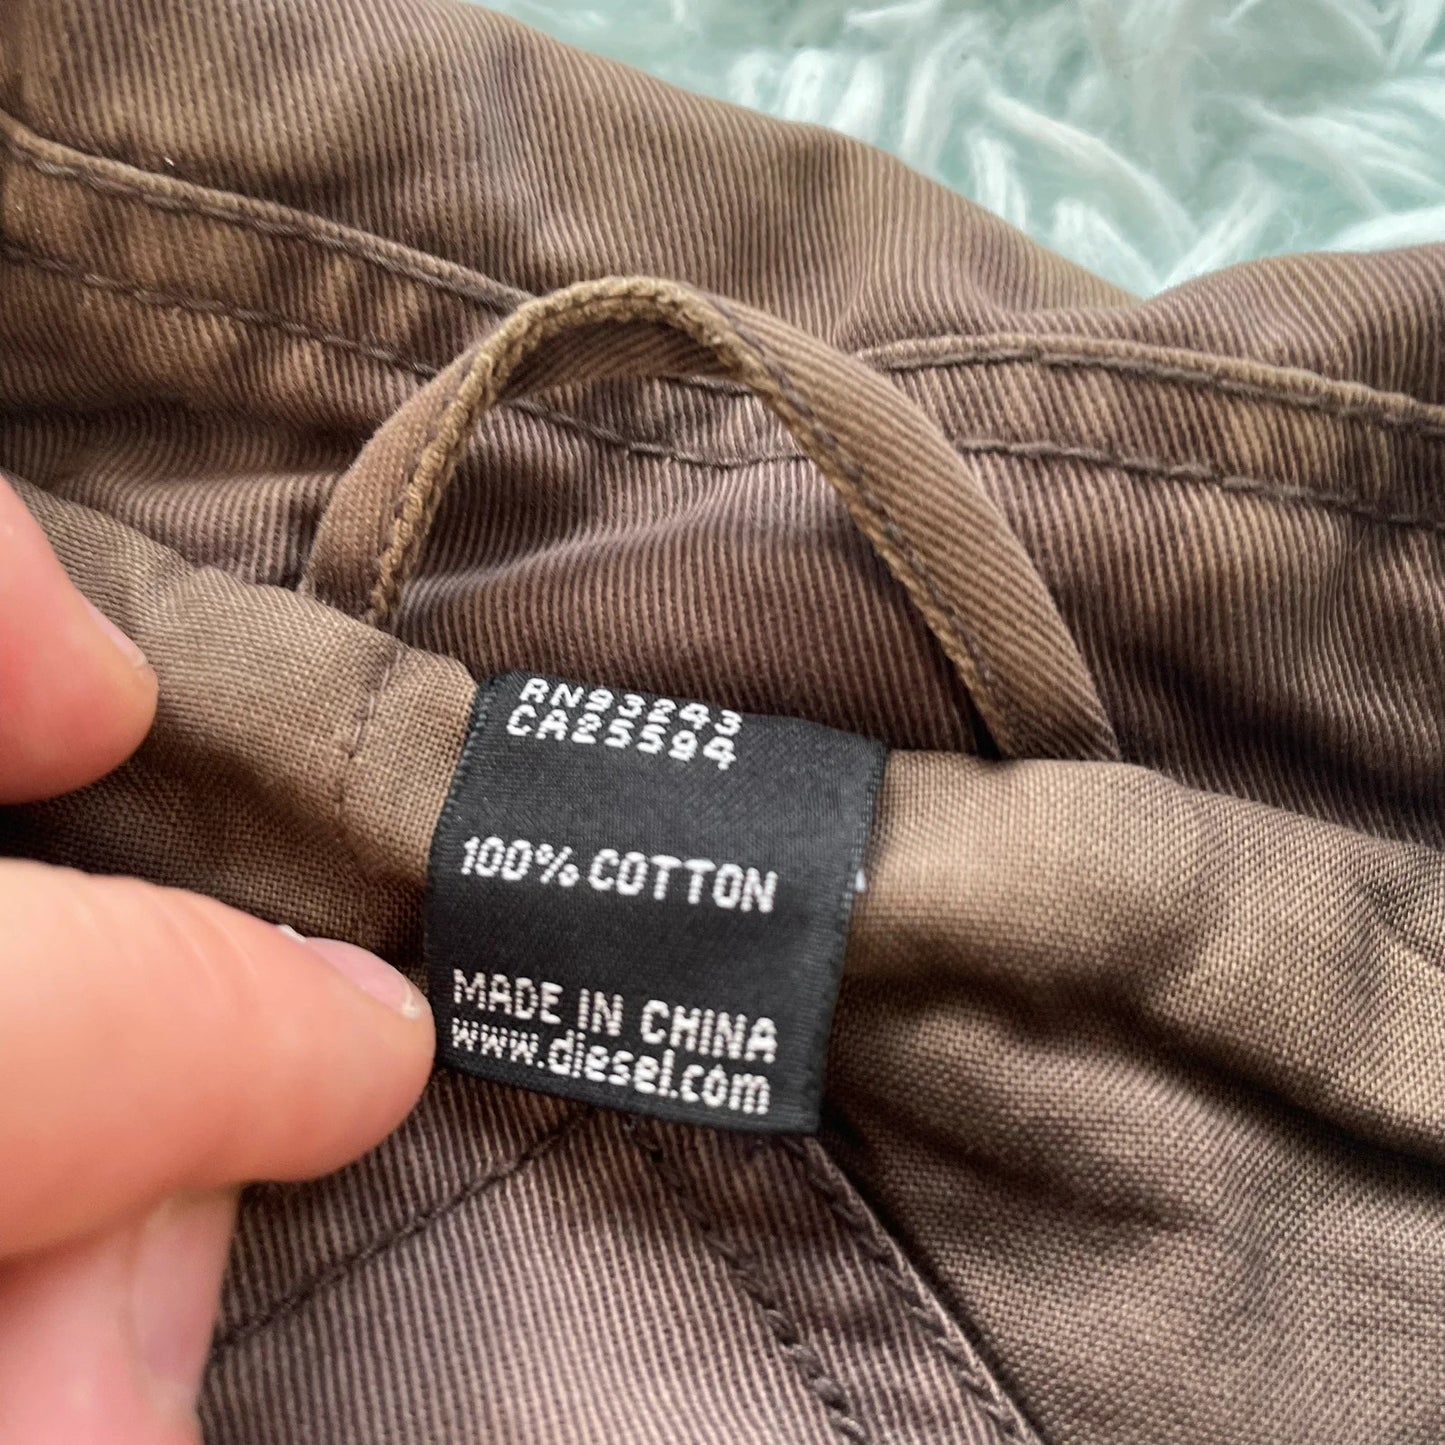 RN93243
CA25594
100% COTTON
MADE IN CHINA
www.diesel.com